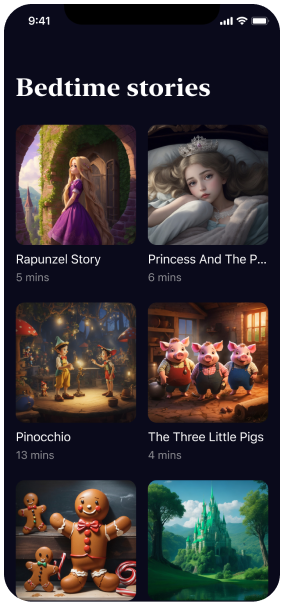 9:41
Bedtime stories
Rapunzel Story
5 mins
Princess And The P...
6 mins
Pinocchio
13 mins
The Three Little Pigs
4 mins